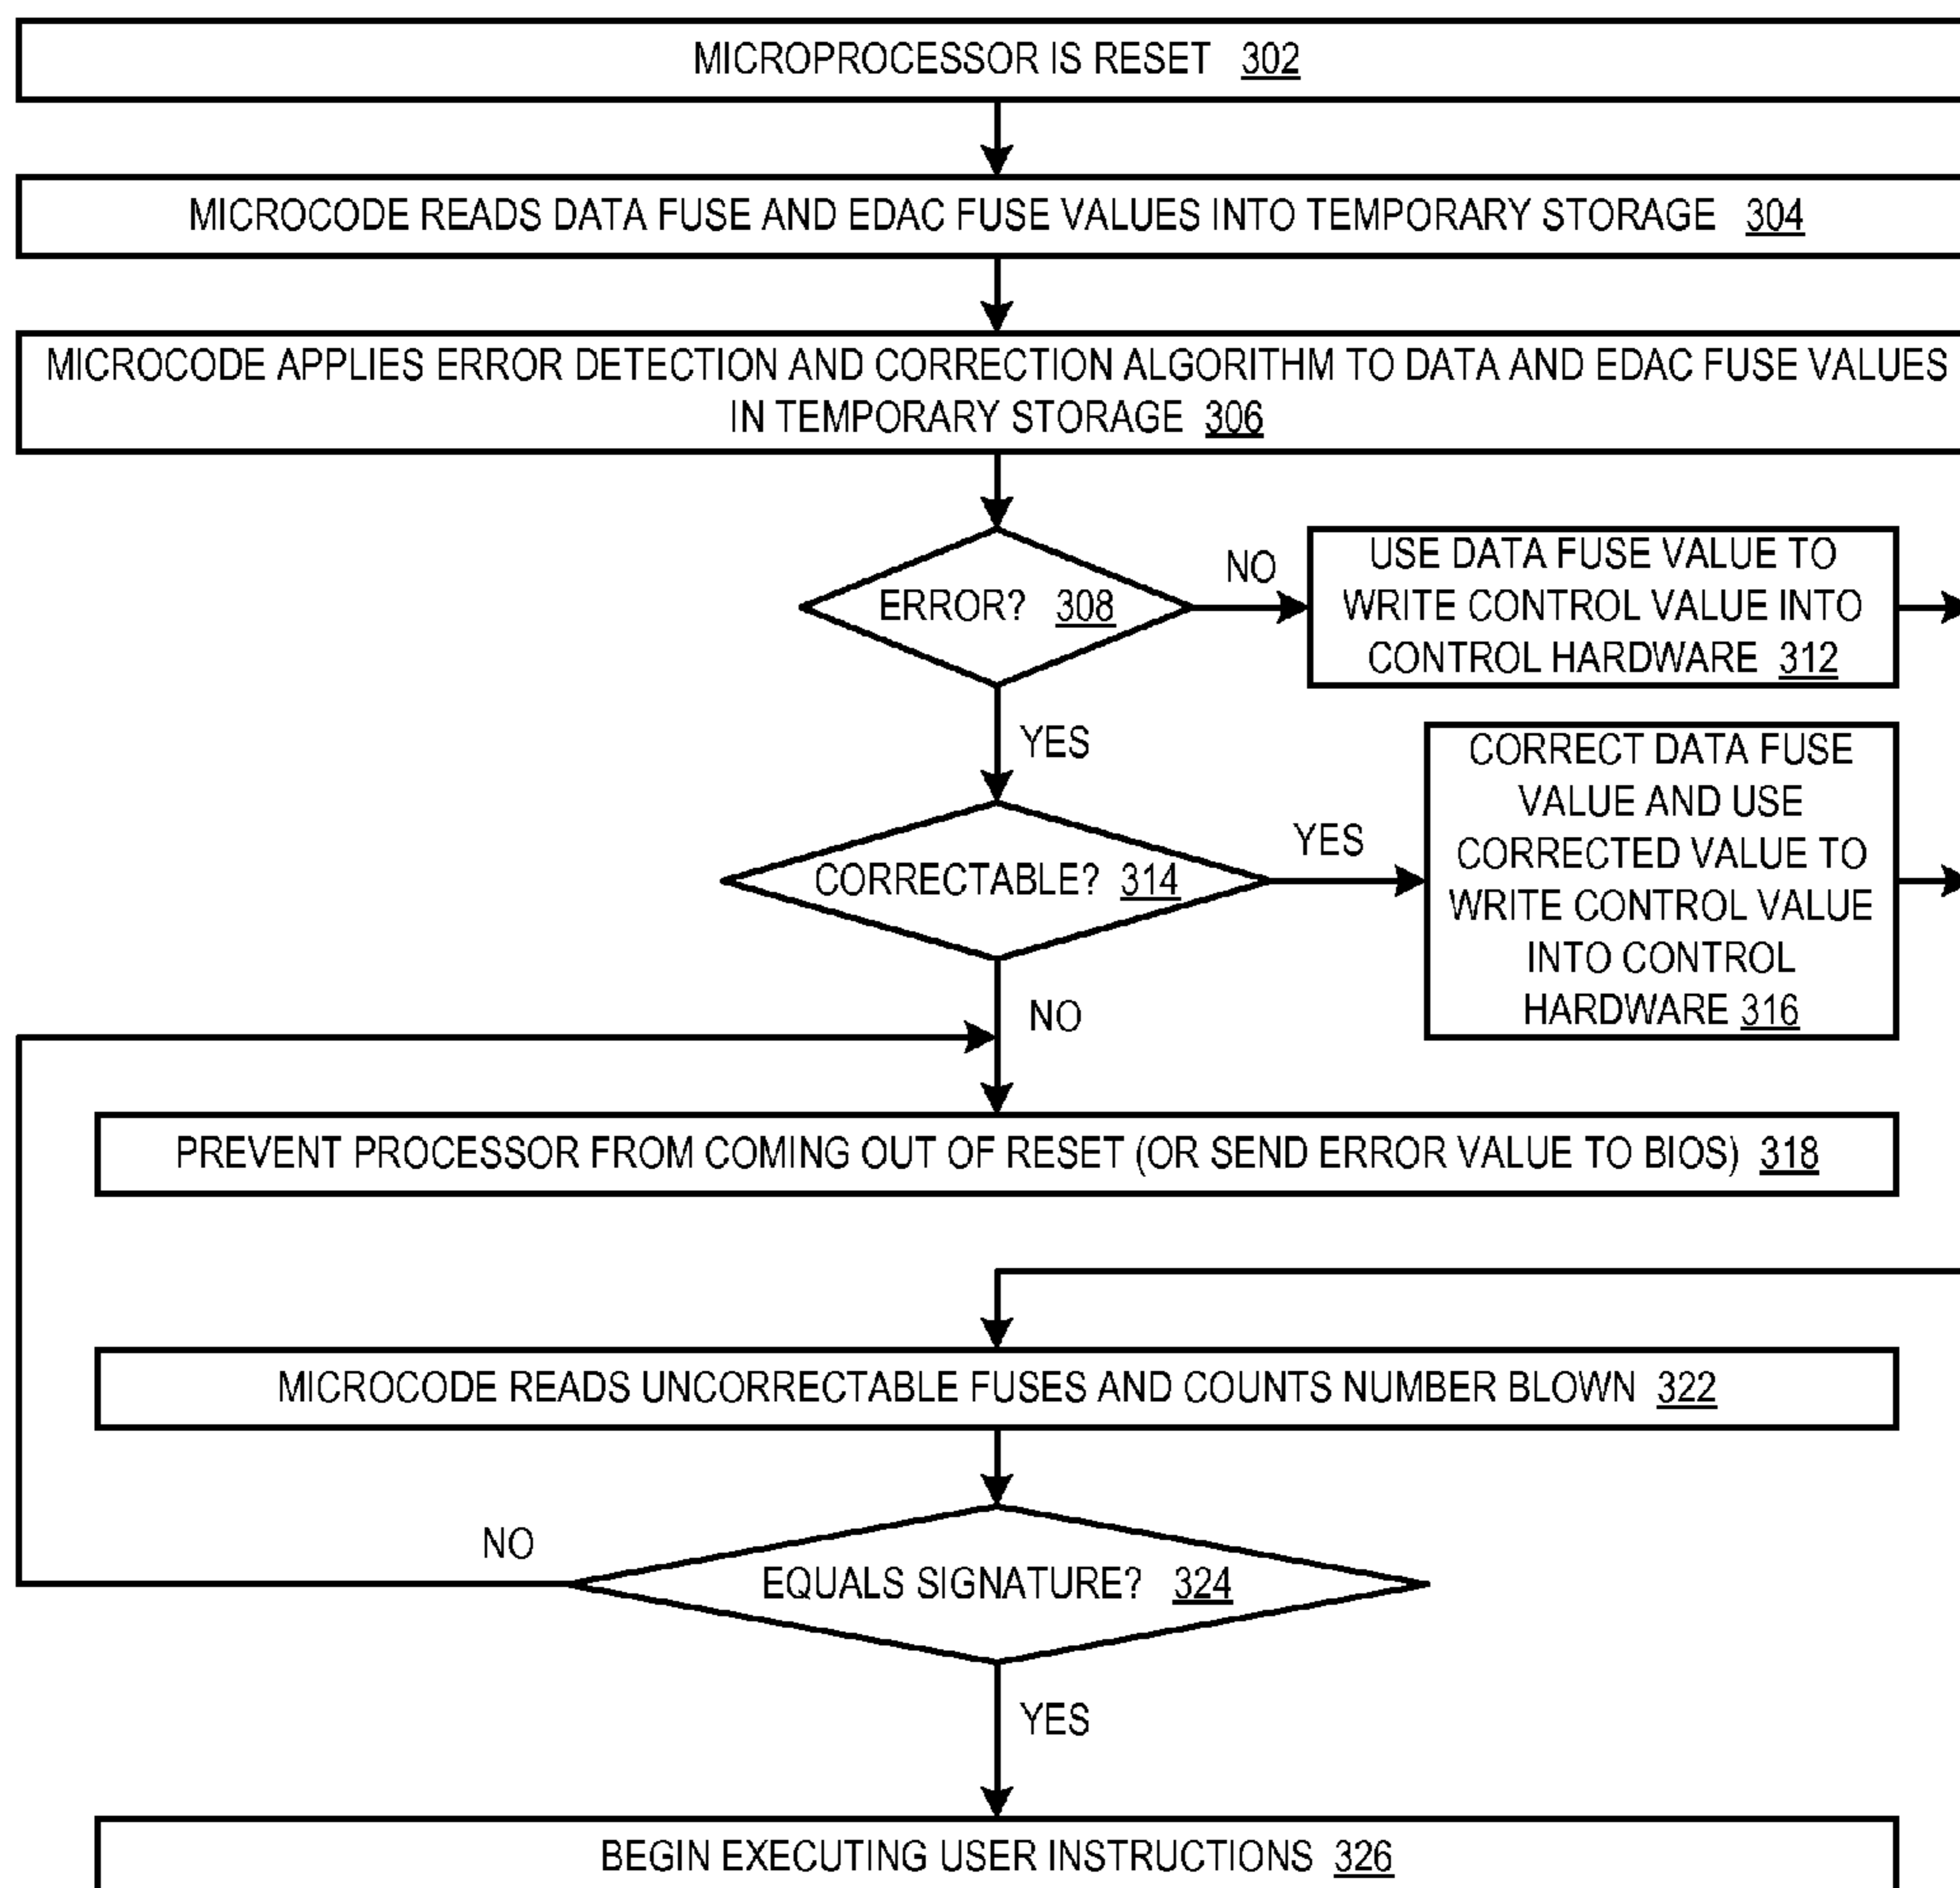 MICROPROCESSOR IS RESET 302
MICROCODE READS DATA FUSE AND EDAC FUSE VALUES INTO TEMPORARY STORAGE 304
MICROCODE APPLIES ERROR DETECTION AND CORRECTION ALGORITHM TO DATA AND EDAC FUSE VALUES
IN TEMPORARY STORAGE 306
ERROR? 308
NO
USE DATA FUSE VALUE TO
WRITE CONTROL VALUE INTO
CONTROL HARDWARE 312
YES
CORRECTABLE? 314
YES
CORRECT DATA FUSE
VALUE AND USE
CORRECTED VALUE TO
WRITE CONTROL VALUE
INTO CONTROL
HARDWARE 316
NO
PREVENT PROCESSOR FROM COMING OUT OF RESET (OR SEND ERROR VALUE TO BIOS) 318
MICROCODE READS UNCORRECTABLE FUSES AND COUNTS NUMBER BLOWN 322
NO
EQUALS SIGNATURE? 324
YES
BEGIN EXECUTING USER INSTRUCTIONS 326